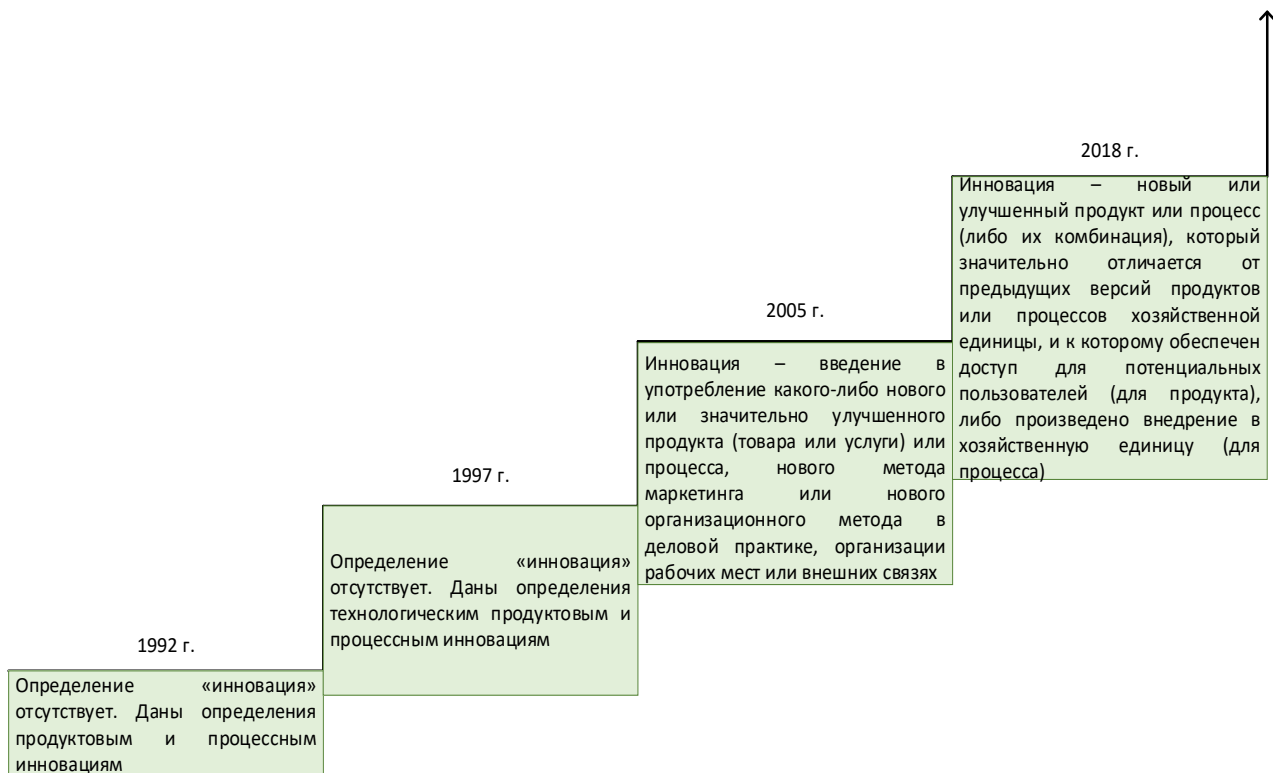 1992 г.
Определение «инновация»
отсутствует. Даны определения
продуктовым и процессным
инновациям
1997 г.
Определение «инновация»
отсутствует. Даны определения
технологическим продуктовым и
процессным инновациям
2005 г.
Инновация – введение в
употребление какого-либо нового
или значительно улучшенного
продукта (товара или услуги) или
процесса, нового метода
маркетинга или нового
организационного метода в
деловой практике, организации
рабочих мест или внешних связях
2018 г.
Инновация – новый или
улучшенный продукт или процесс
(либо их комбинация), который
значительно отличается от
предыдущих версий продуктов
или процессов хозяйственной
единицы, и к которому обеспечен
доступ для потенциальных
пользователей (для продукта),
либо произведено внедрение в
хозяйственную единицу (для
процесса)